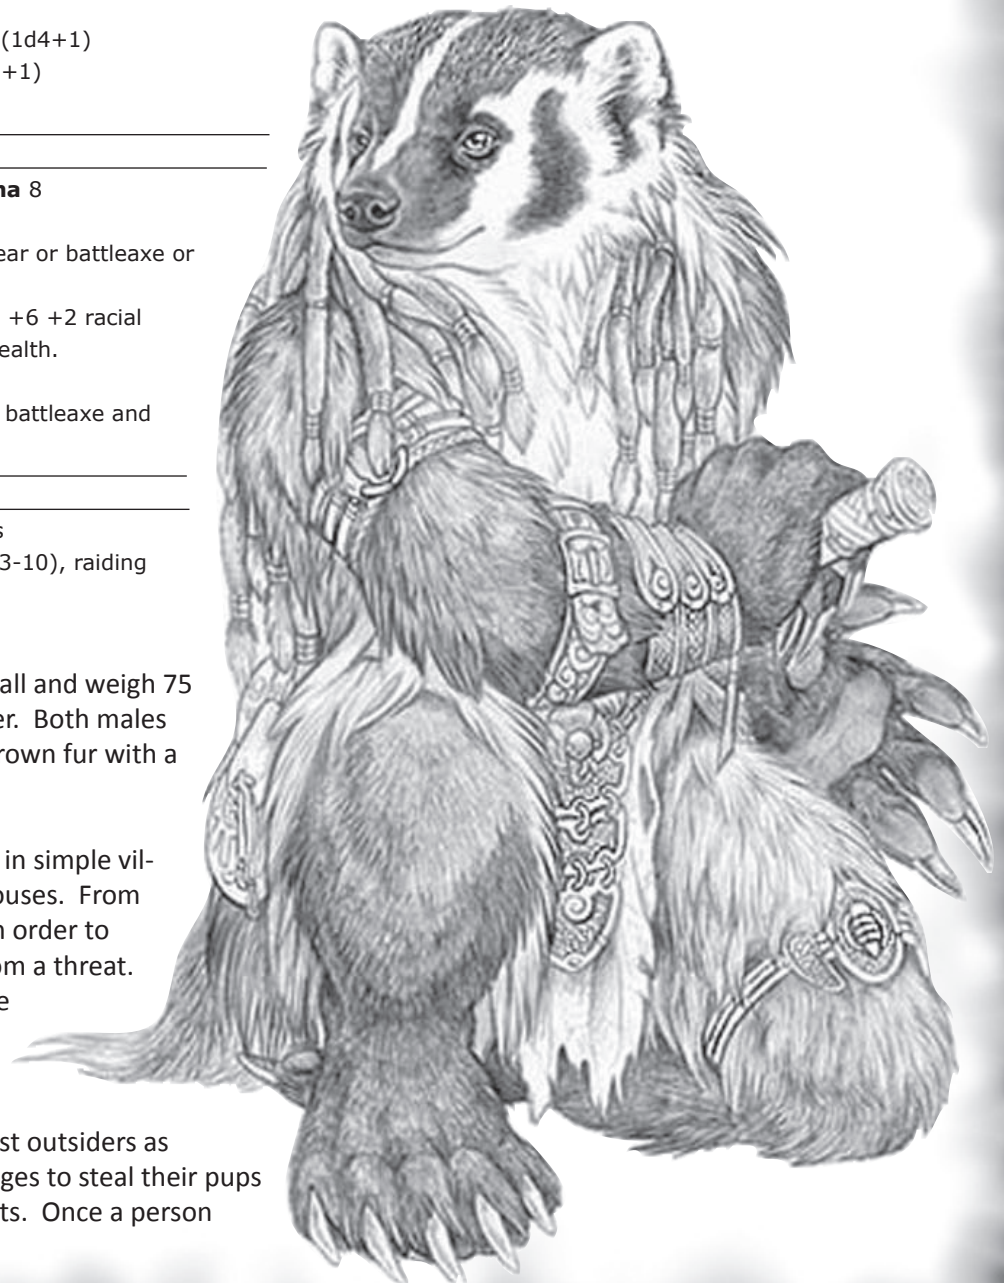 (1d4+1)
+1)
na 8
ear or battleaxe or
+6 +2 racial
ealth.
battleaxe and
s
3-10), raiding
all and weigh 75
er.  Both males
rown fur with a
in simple vil-
ouses.  From
n order to
om a threat.
e
st outsiders as
ges to steal their pups
ts.  Once a person